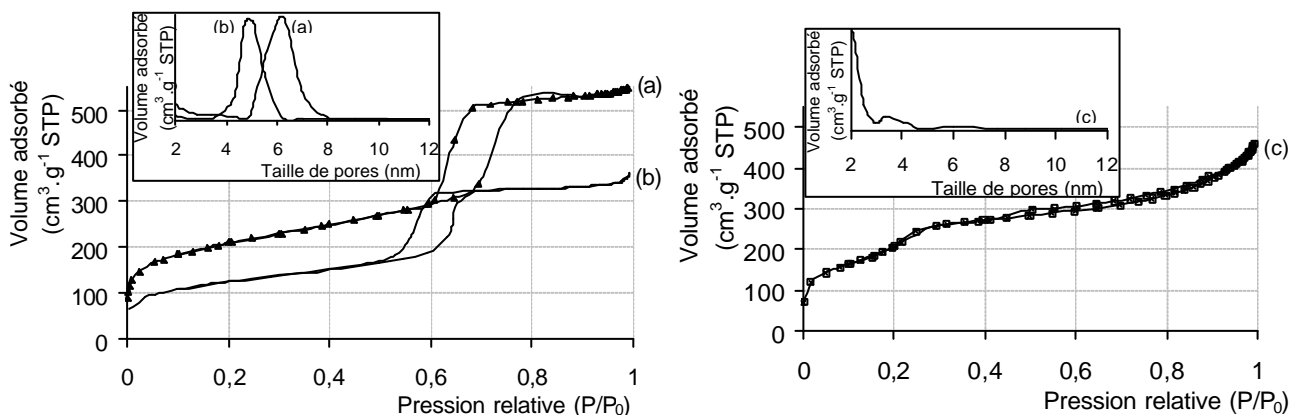 Volume adsorbé
(cm³.g⁻¹ STP)
(b)
(a)
2
4
6
8
10
12
Taille de pores (nm)
Volume adsorbé
(cm³.g⁻¹ STP)
500
400
300
200
100
0
(a)
(b)
0
0,2
0,4
0,6
0,8
1
Pression relative (P/P₀)
Volume adsorbé
(cm³.g⁻¹ STP)
(c)
2
4
6
8
10
12
Taille de pores (nm)
Volume adsorbé
(cm³.g⁻¹ STP)
500
400
300
200
100
0
(c)
0
0,2
0,4
0,6
0,8
1
Pression relative (P/P₀)